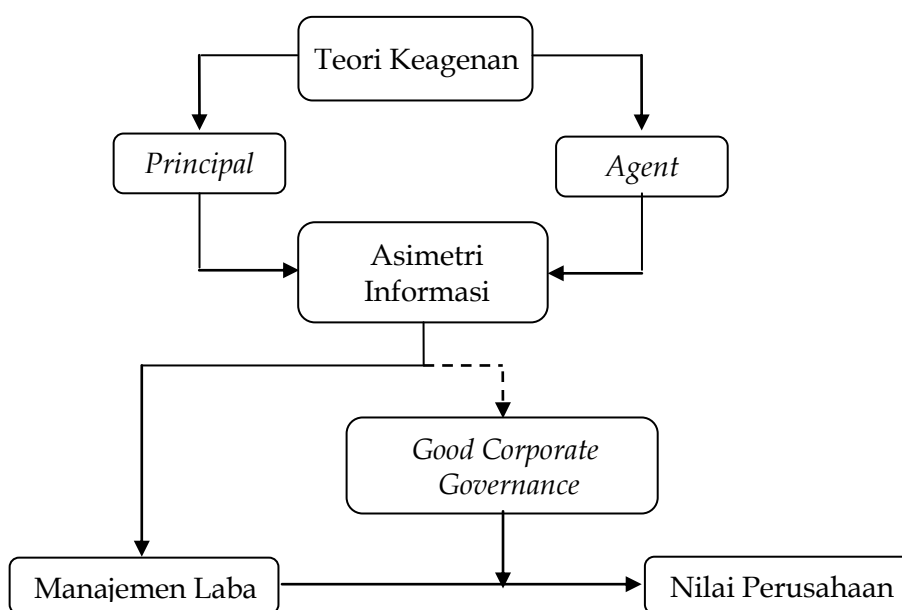 Teori Keagenan
Principal
Agent
Asimetri
Informasi
Good Corporate
Governance
Manajemen Laba
Nilai Perusahaan